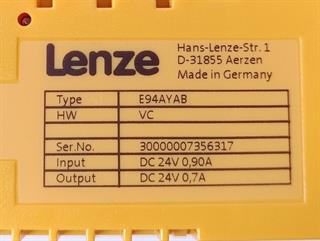 Lenze
Hans-Lenze-Str. 1
D-31855 Aerzen
Made in Germany
Type E94AYAB
HW VC
Ser.No. 30000007356317
Input DC 24V 0,90A
Output DC 24V 0,7A